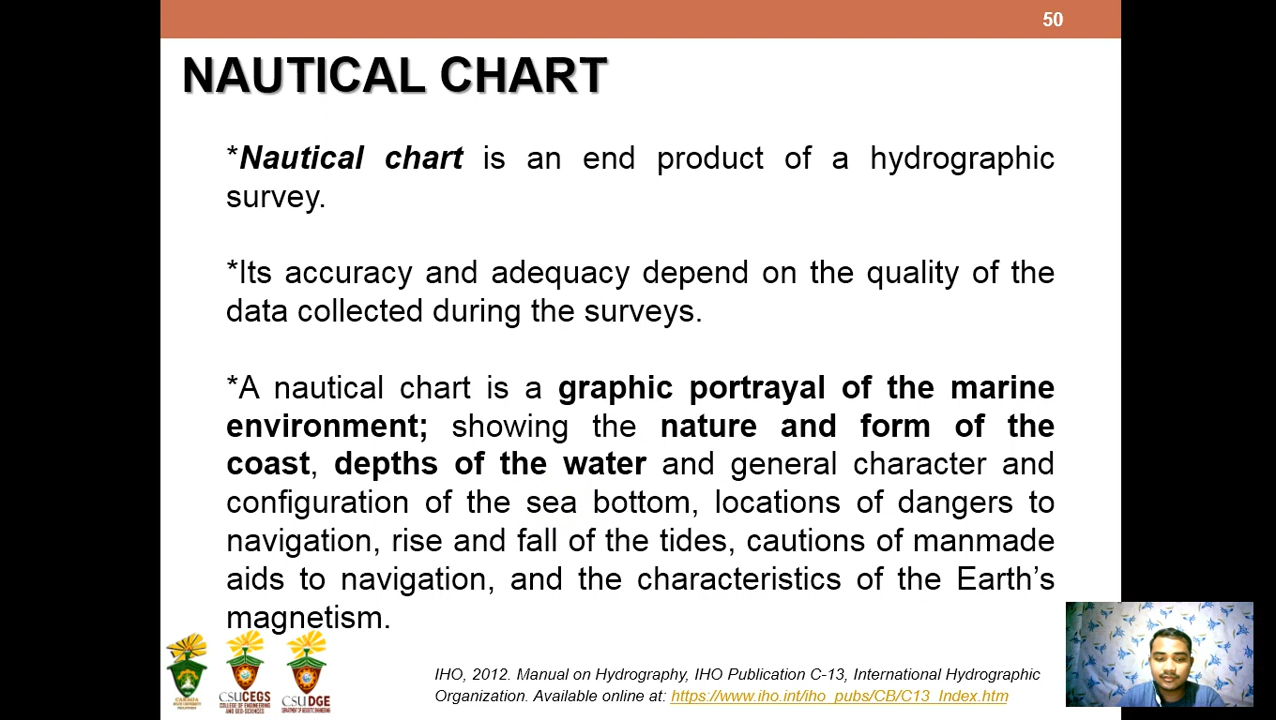 50
NAUTICAL CHART
*Nautical chart is an end product of a hydrographic
survey.
*Its accuracy and adequacy depend on the quality of the
data collected during the surveys.
*A nautical chart is a graphic portrayal of the marine
environment; showing the nature and form of the
coast, depths of the water and general character and
configuration of the sea bottom, locations of dangers to
navigation, rise and fall of the tides, cautions of manmade
aids to navigation, and the characteristics of the Earth’s
magnetism.
CSUCEGS
CSUDGE
IHO, 2012. Manual on Hydrography, IHO Publication C-13, International Hydrographic
Organization. Available online at: https://www.iho.int/iho_pubs/CB/C13_Index.htm